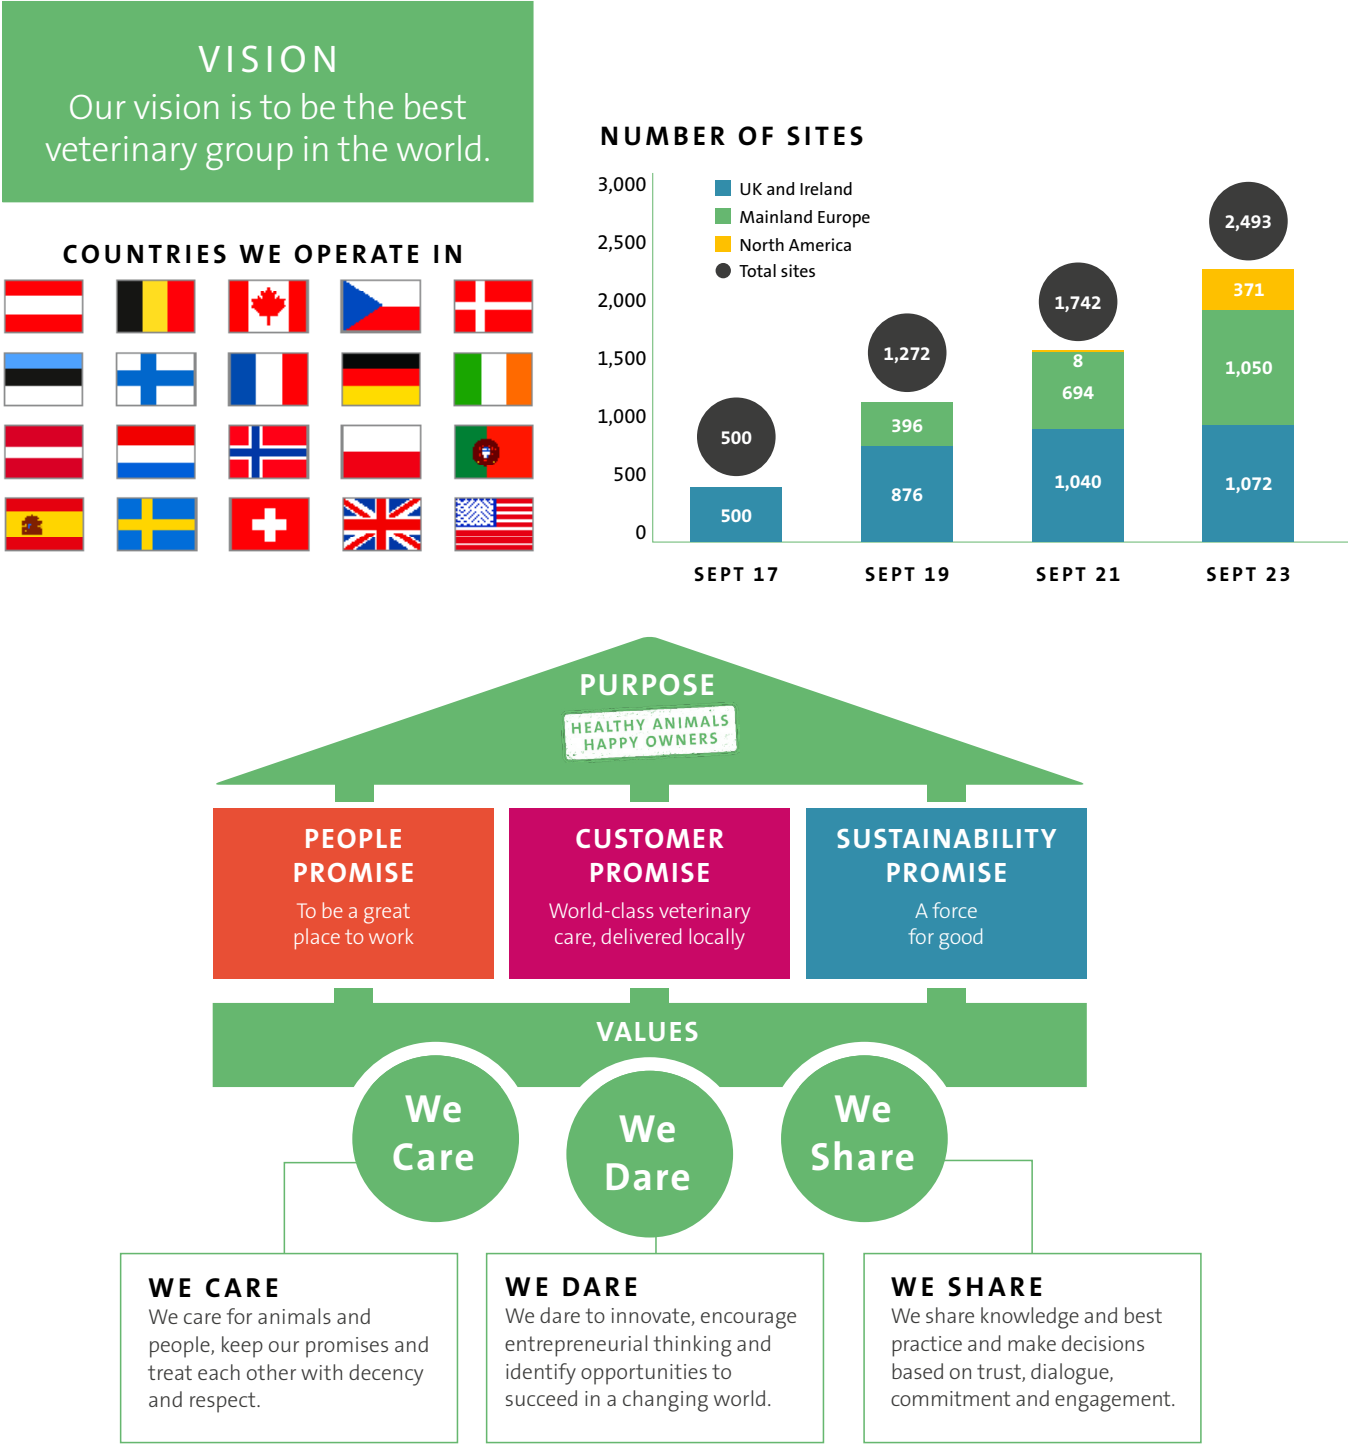 VISION
Our vision is to be the best
veterinary group in the world.
COUNTRIES WE OPERATE IN
NUMBER OF SITES
3,000
2,500
2,000
1,500
1,000
500
0
UK and Ireland
Mainland Europe
North America
Total sites
500
500
1,272
396
876
1,742
8
694
1,040
2,493
371
1,050
1,072
SEPT 17
SEPT 19
SEPT 21
SEPT 23
PURPOSE
HEALTHY ANIMALS
HAPPY OWNERS
PEOPLE
PROMISE
To be a great
place to work
CUSTOMER
PROMISE
World-class veterinary
care, delivered locally
SUSTAINABILITY
PROMISE
A force
for good
VALUES
We
Care
We
Dare
We
Share
WE CARE
We care for animals and
people, keep our promises and
treat each other with decency
and respect.
WE DARE
We dare to innovate, encourage
entrepreneurial thinking and
identify opportunities to
succeed in a changing world.
WE SHARE
We share knowledge and best
practice and make decisions
based on trust, dialogue,
commitment and engagement.